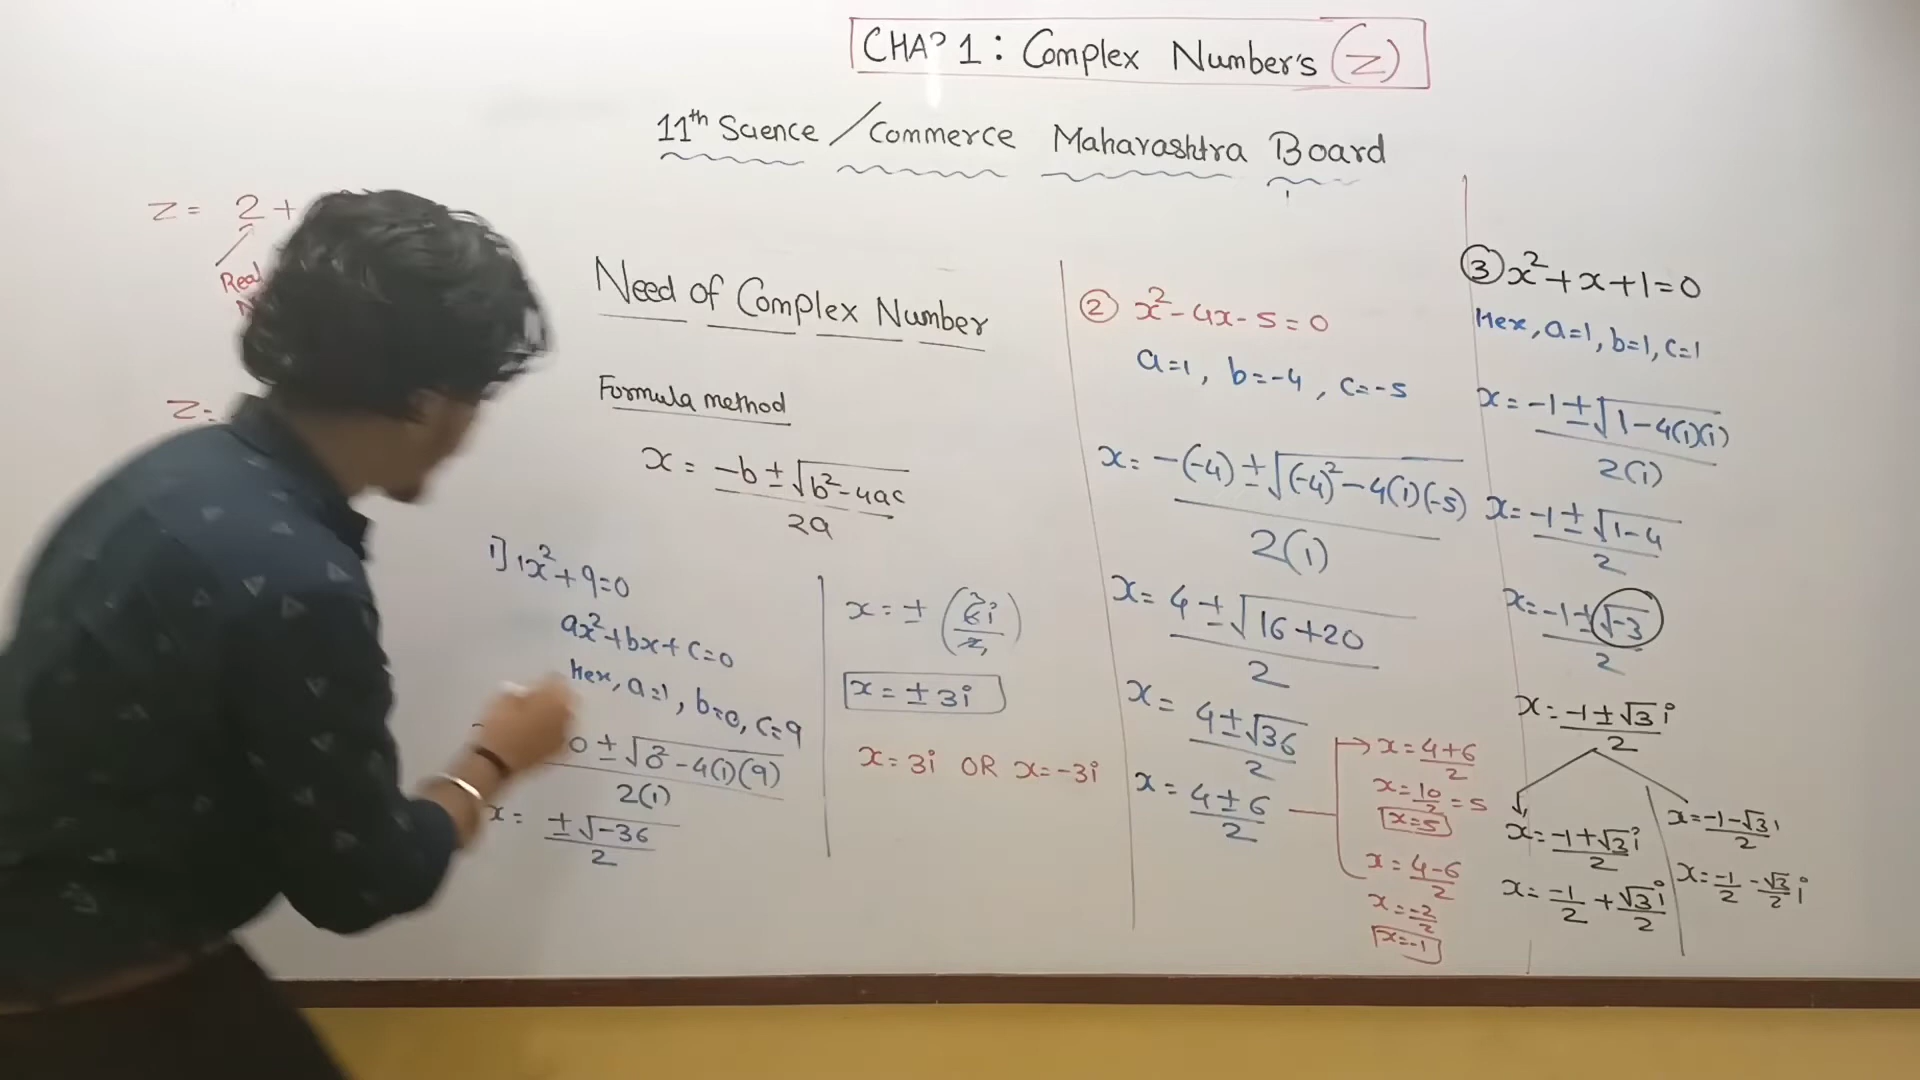 CHAP 1 : Complex Number's (Z)
11th Science / Commerce Maharashtra Board
Z = 2 +
Real
Z =
Need of Complex Number
Formula method
x = (-b ± √(b² - 4ac)) / 2a
1] 1x² + 9 = 0
ax² + bx + c = 0
Here, a=1, b=0, c=9
0 ± √(0² - 4(1)(9)) / 2(1)
x = ± √-36 / 2
x = ± (6i / 2)
x = ± 3i
x = 3i OR x = -3i
② x² - 4x - 5 = 0
a=1, b=-4, c=-5
x = (-(-4) ± √((-4)² - 4(1)(-5))) / 2(1)
x = (4 ± √(16+20)) / 2
x = (4 ± √36) / 2
x = (4 ± 6) / 2
x = (4+6) / 2
x = 10/2 = 5
x=5
x = (4-6) / 2
x = -2/2
x=-1
③ x² + x + 1 = 0
Here, a=1, b=1, c=1
x = (-1 ± √(1-4(1)(1))) / 2(1)
x = (-1 ± √(1-4)) / 2
x = (-1 ± √-3) / 2
x = (-1 ± √3 i) / 2
x = (-1 + √3 i) / 2
x = -1/2 + √3 i/2
x = (-1 - √3 i) / 2
x = -1/2 - √3/2 i